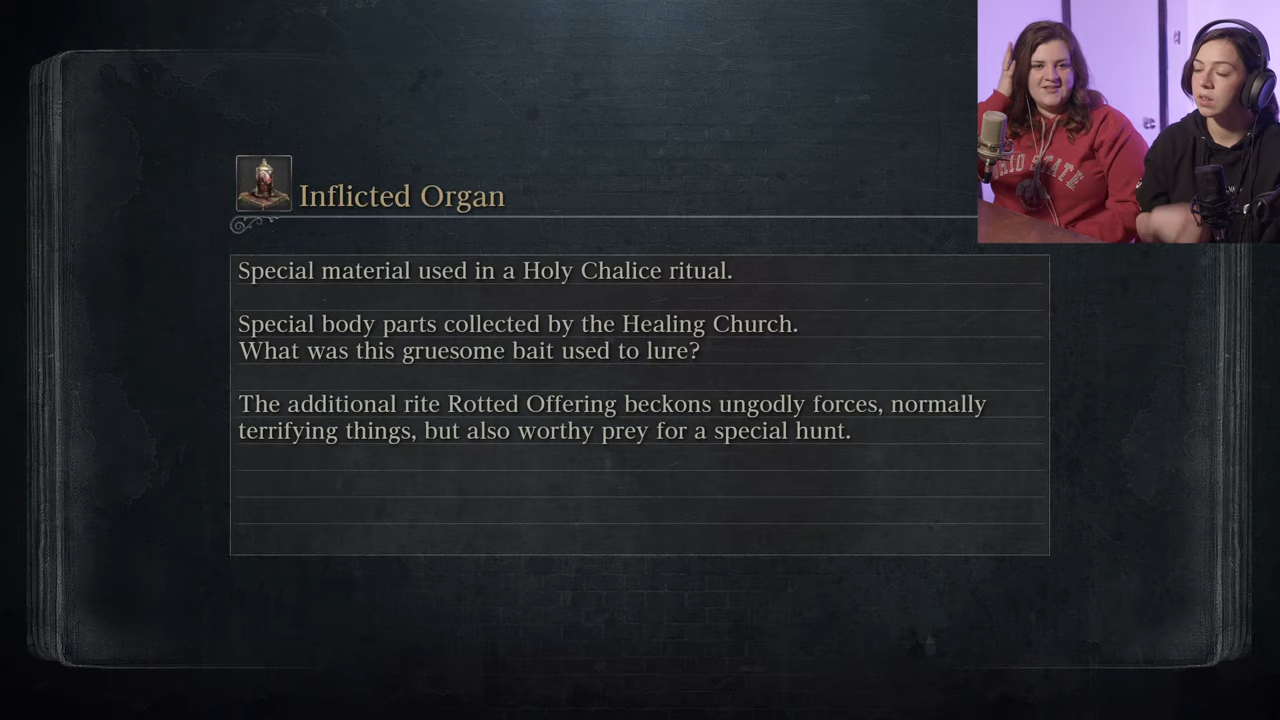 Inflicted Organ
Special material used in a Holy Chalice ritual.
Special body parts collected by the Healing Church.
What was this gruesome bait used to lure?
The additional rite Rotted Offering beckons ungodly forces, normally
terrifying things, but also worthy prey for a special hunt.
OHIO STATE